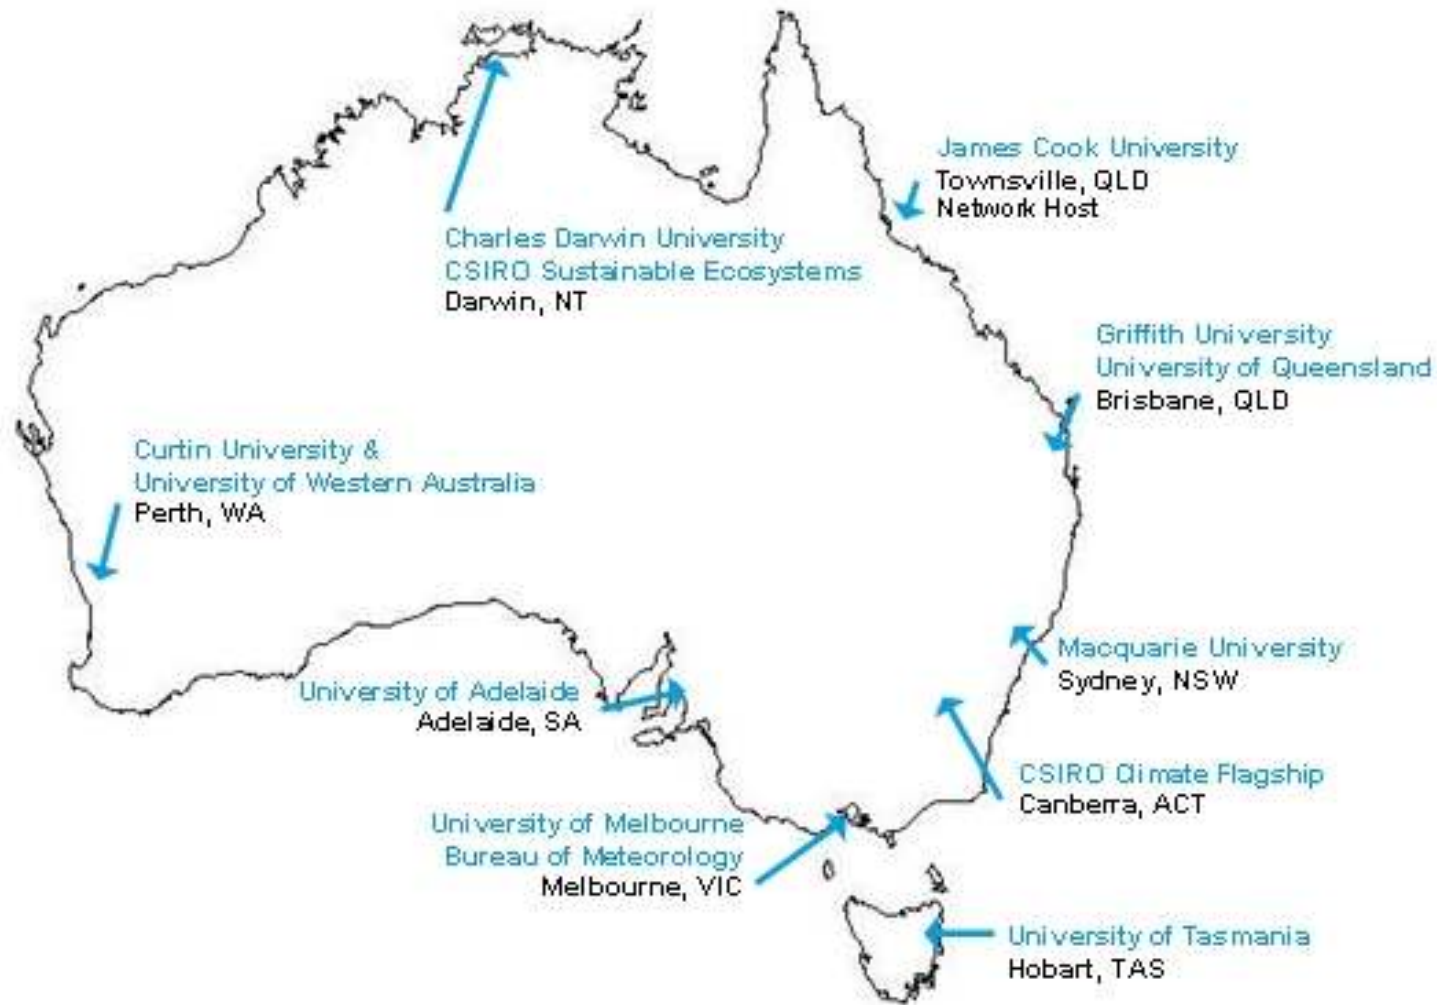 James Cook University
Townsville, QLD
Network Host
Charles Darwin University
CSIRO Sustainable Ecosystems
Darwin, NT
Griffith University
University of Queensland
Brisbane, QLD
Curtin University &
University of Western Australia
Perth, WA
Macquarie University
Sydney, NSW
University of Adelaide
Adelaide, SA
CSIRO Climate Flagship
Canberra, ACT
University of Melbourne
Bureau of Meteorology
Melbourne, VIC
University of Tasmania
Hobart, TAS